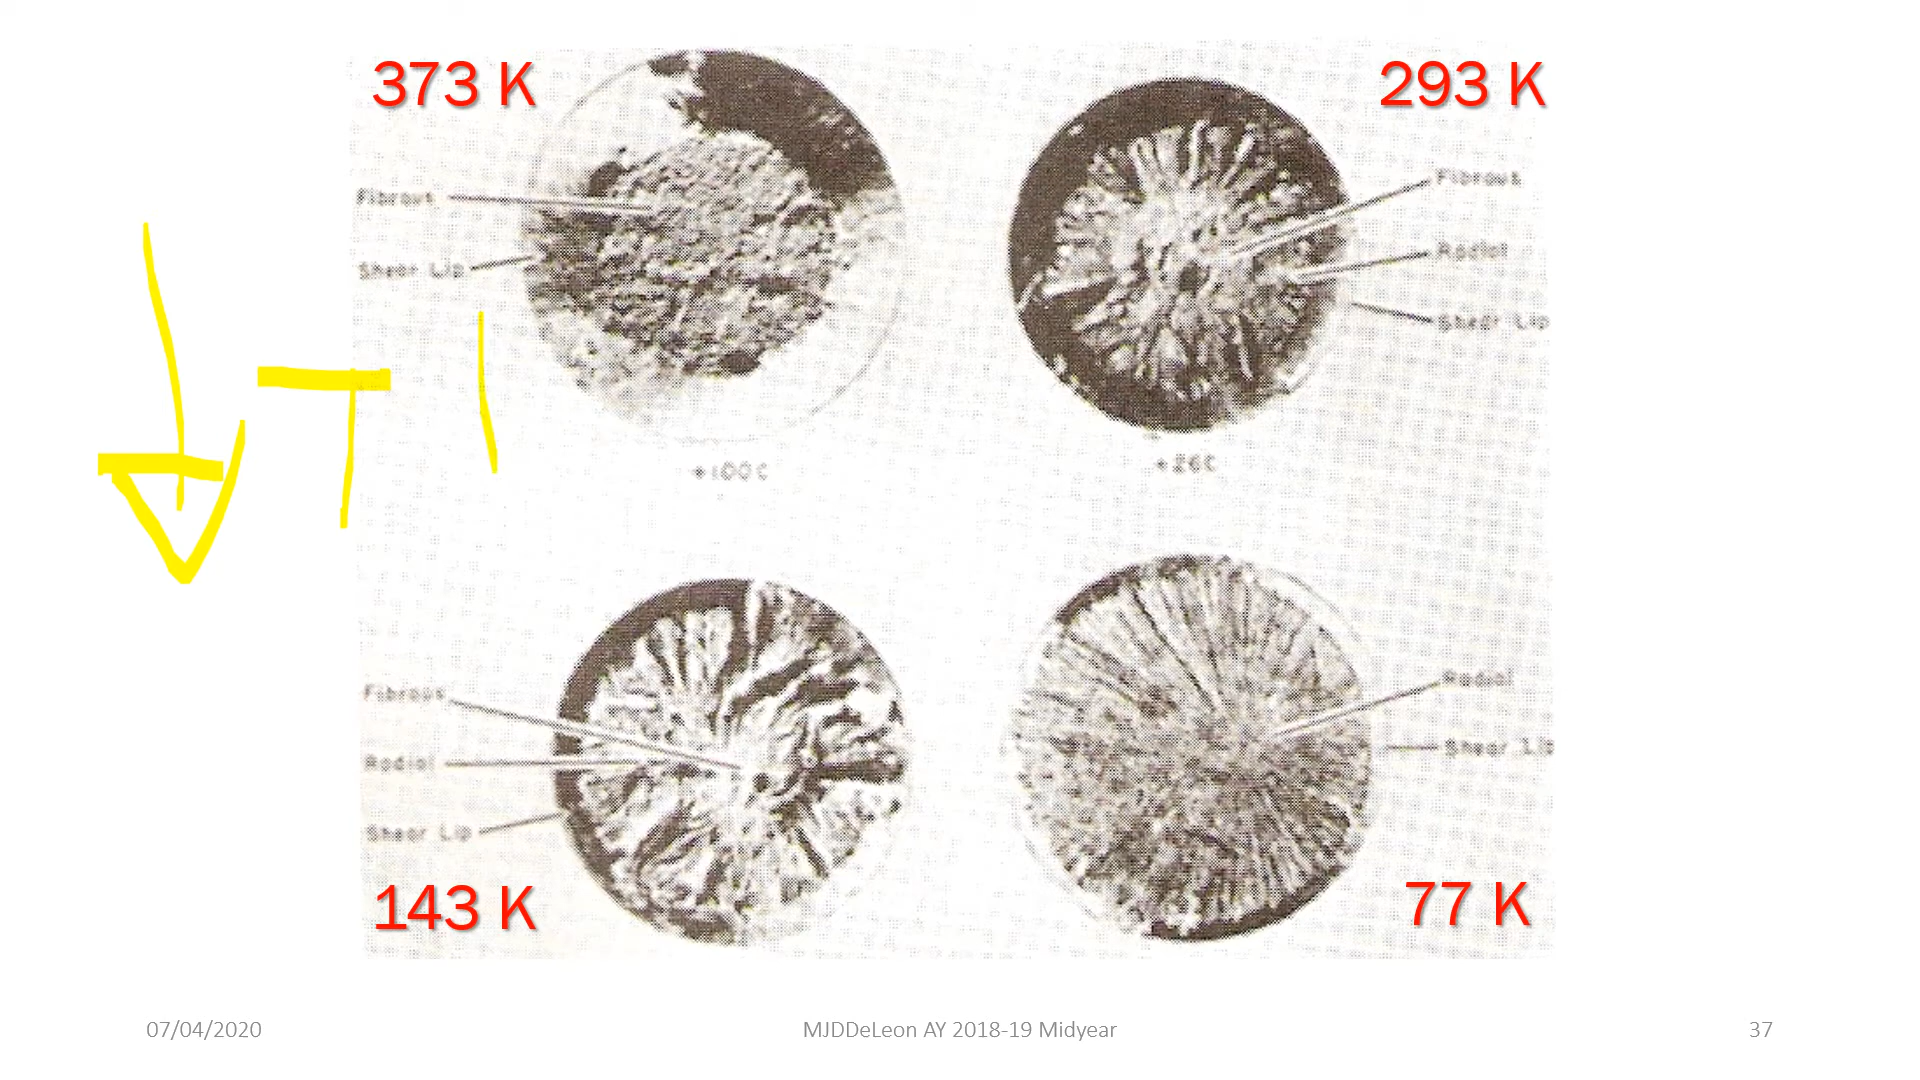 373 K
293 K
Fibrous
Shear Lip
Fibrous
Radial
Shear Lip
T
+100C
+26C
Fibrous
Radial
Shear Lip
Radial
Shear Lip
143 K
77 K
07/04/2020
MJDDeLeon AY 2018-19 Midyear
37